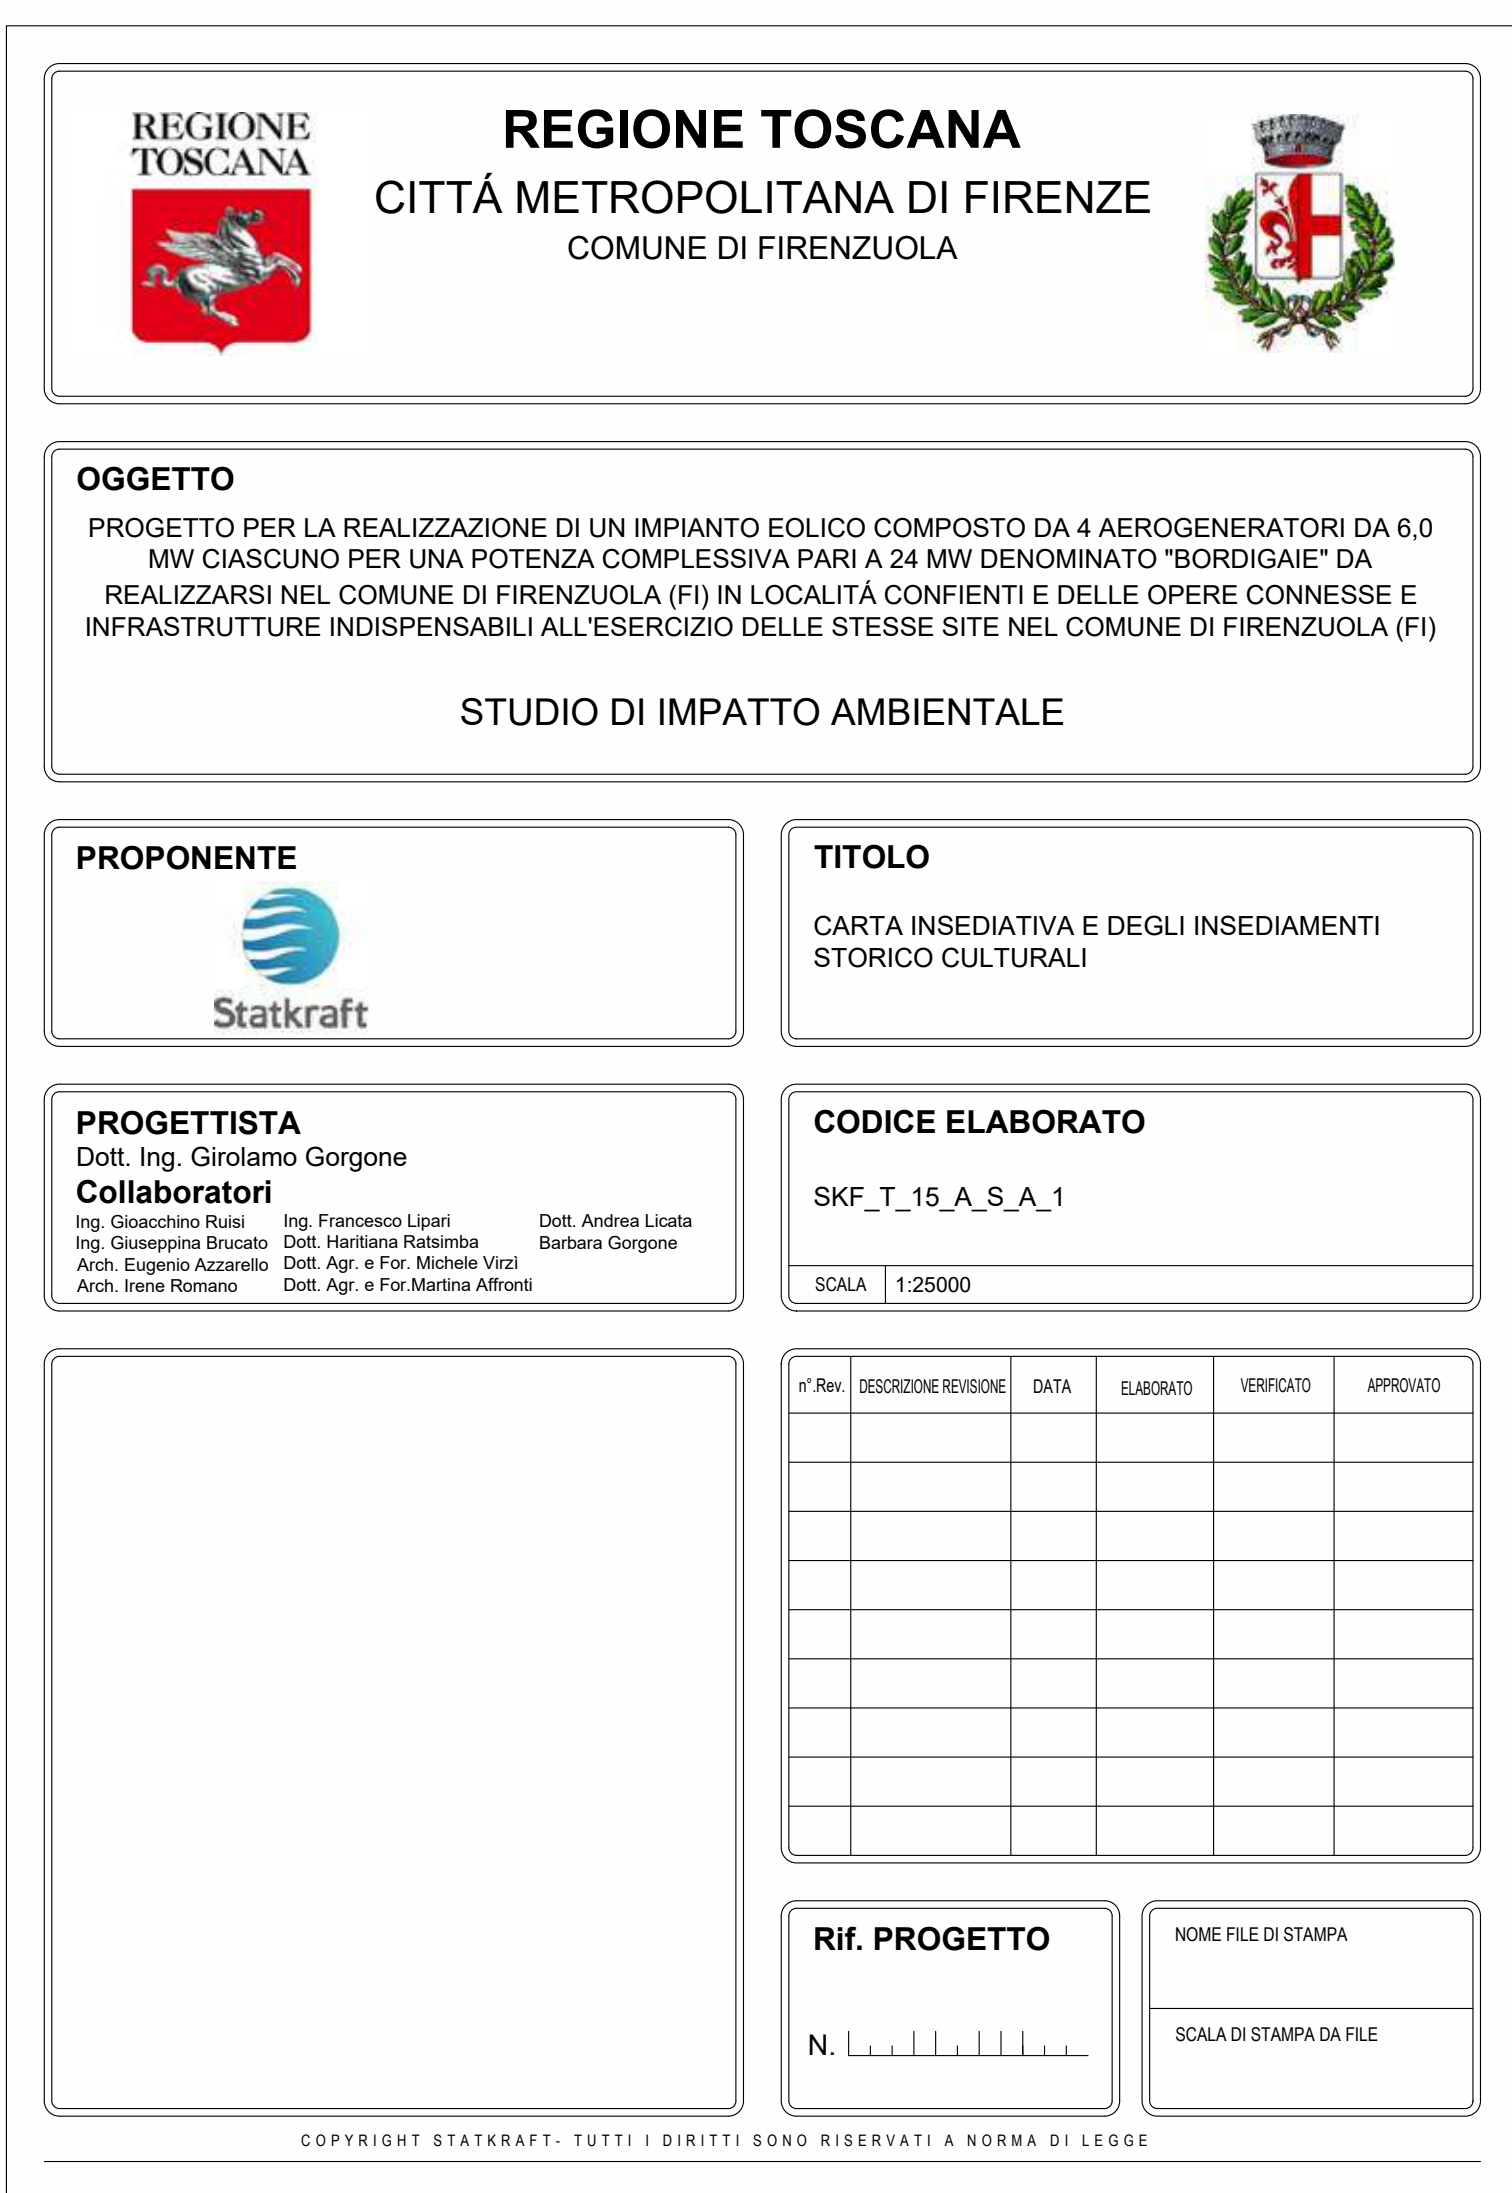 REGIONE
TOSCANA
REGIONE TOSCANA
CITTÁ METROPOLITANA DI FIRENZE
COMUNE DI FIRENZUOLA
OGGETTO
PROGETTO PER LA REALIZZAZIONE DI UN IMPIANTO EOLICO COMPOSTO DA 4 AEROGENERATORI DA 6,0
MW CIASCUNO PER UNA POTENZA COMPLESSIVA PARI A 24 MW DENOMINATO "BORDIGAIE" DA
REALIZZARSI NEL COMUNE DI FIRENZUOLA (FI) IN LOCALITÁ CONFIENTI E DELLE OPERE CONNESSE E
INFRASTRUTTURE INDISPENSABILI ALL'ESERCIZIO DELLE STESSE SITE NEL COMUNE DI FIRENZUOLA (FI)
STUDIO DI IMPATTO AMBIENTALE
PROPONENTE
Statkraft
TITOLO
CARTA INSEDIATIVA E DEGLI INSEDIAMENTI
STORICO CULTURALI
PROGETTISTA
Dott. Ing. Girolamo Gorgone
Collaboratori
Ing. Gioacchino Ruisi Ing. Francesco Lipari Dott. Andrea Licata
Ing. Giuseppina Brucato Dott. Haritiana Ratsimba Barbara Gorgone
Arch. Eugenio Azzarello Dott. Agr. e For. Michele Virzì
Arch. Irene Romano Dott. Agr. e For.Martina Affronti
CODICE ELABORATO
SKF_T_15_A_S_A_1
SCALA 1:25000
n°.Rev. DESCRIZIONE REVISIONE DATA ELABORATO VERIFICATO APPROVATO
Rif. PROGETTO
N.
NOME FILE DI STAMPA
SCALA DI STAMPA DA FILE
COPYRIGHT STATKRAFT- TUTTI I DIRITTI SONO RISERVATI A NORMA DI LEGGE